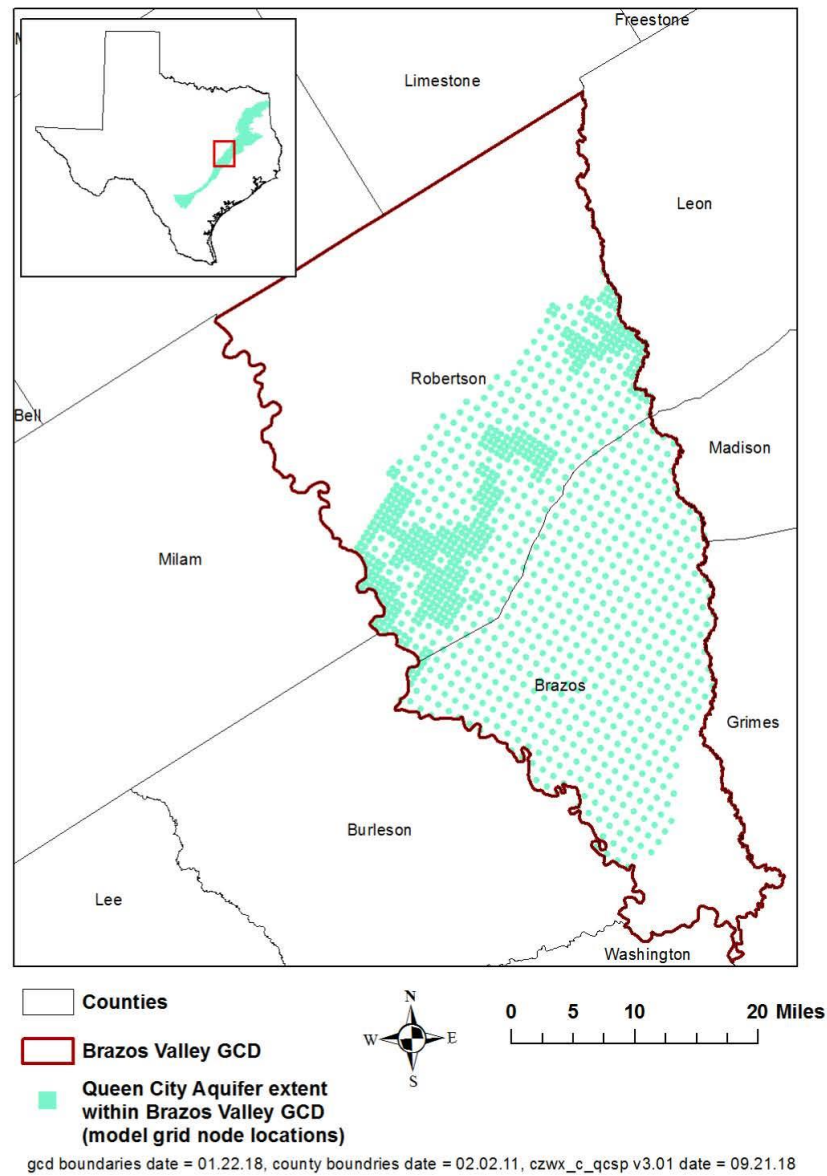 Freestone
Limestone
Leon
Robertson
Bell
Madison
Milam
Brazos
Grimes
Burleson
Lee
Washington
Counties
Brazos Valley GCD
Queen City Aquifer extent
within Brazos Valley GCD
(model grid node locations)
N
W
E
S
0 5 10 20 Miles
gcd boundaries date = 01.22.18, county boundries date = 02.02.11, czwx_c_qcsp v3.01 date = 09.21.18